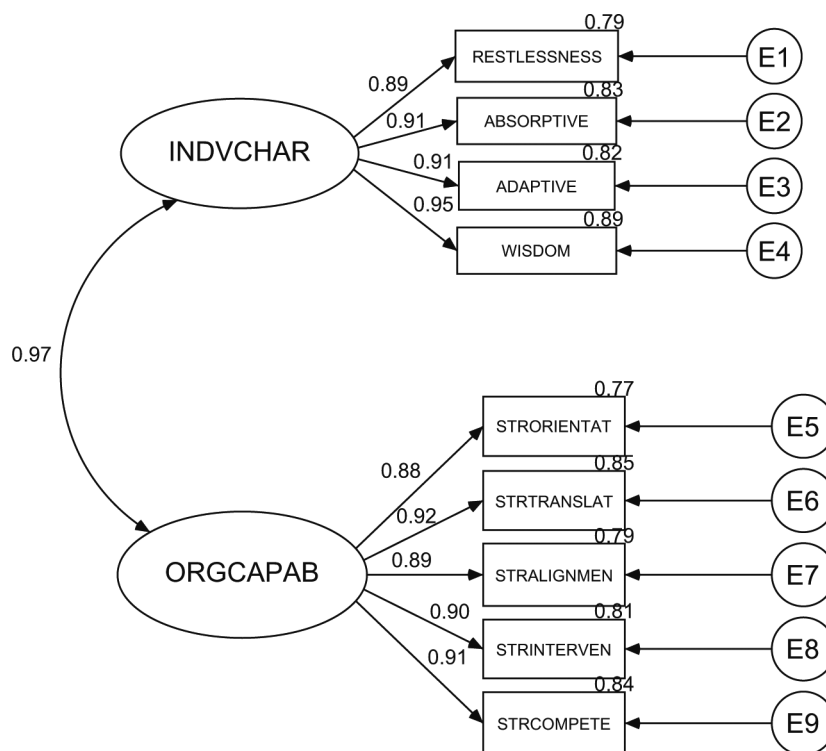 0.79
RESTLESSNESS
E1
0.89
0.83
ABSORPTIVE
E2
0.91
INDVCHAR
0.82
ADAPTIVE
E3
0.91
0.89
WISDOM
E4
0.95
0.97
0.77
STRORIENTAT
E5
0.88
0.85
STRTRANSLAT
E6
0.92
ORGCAPAB
0.79
STRALIGNMEN
E7
0.89
0.81
STRINTERVEN
E8
0.90
0.84
STRCOMPETE
E9
0.91